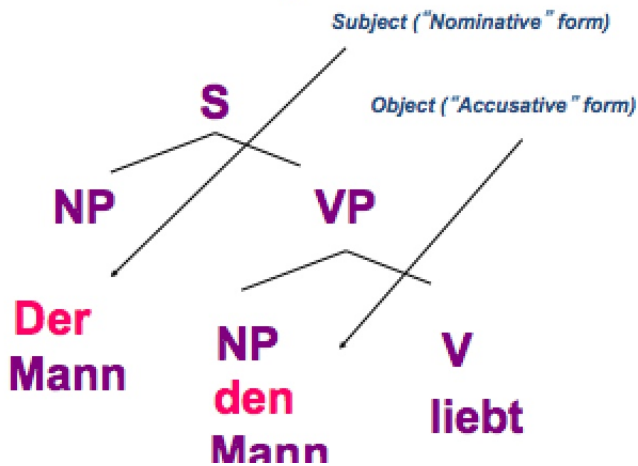 Subject (“Nominative” form)
Object (“Accusative” form)
S
NP
VP
Der
Mann
NP
den
Mann
V
liebt